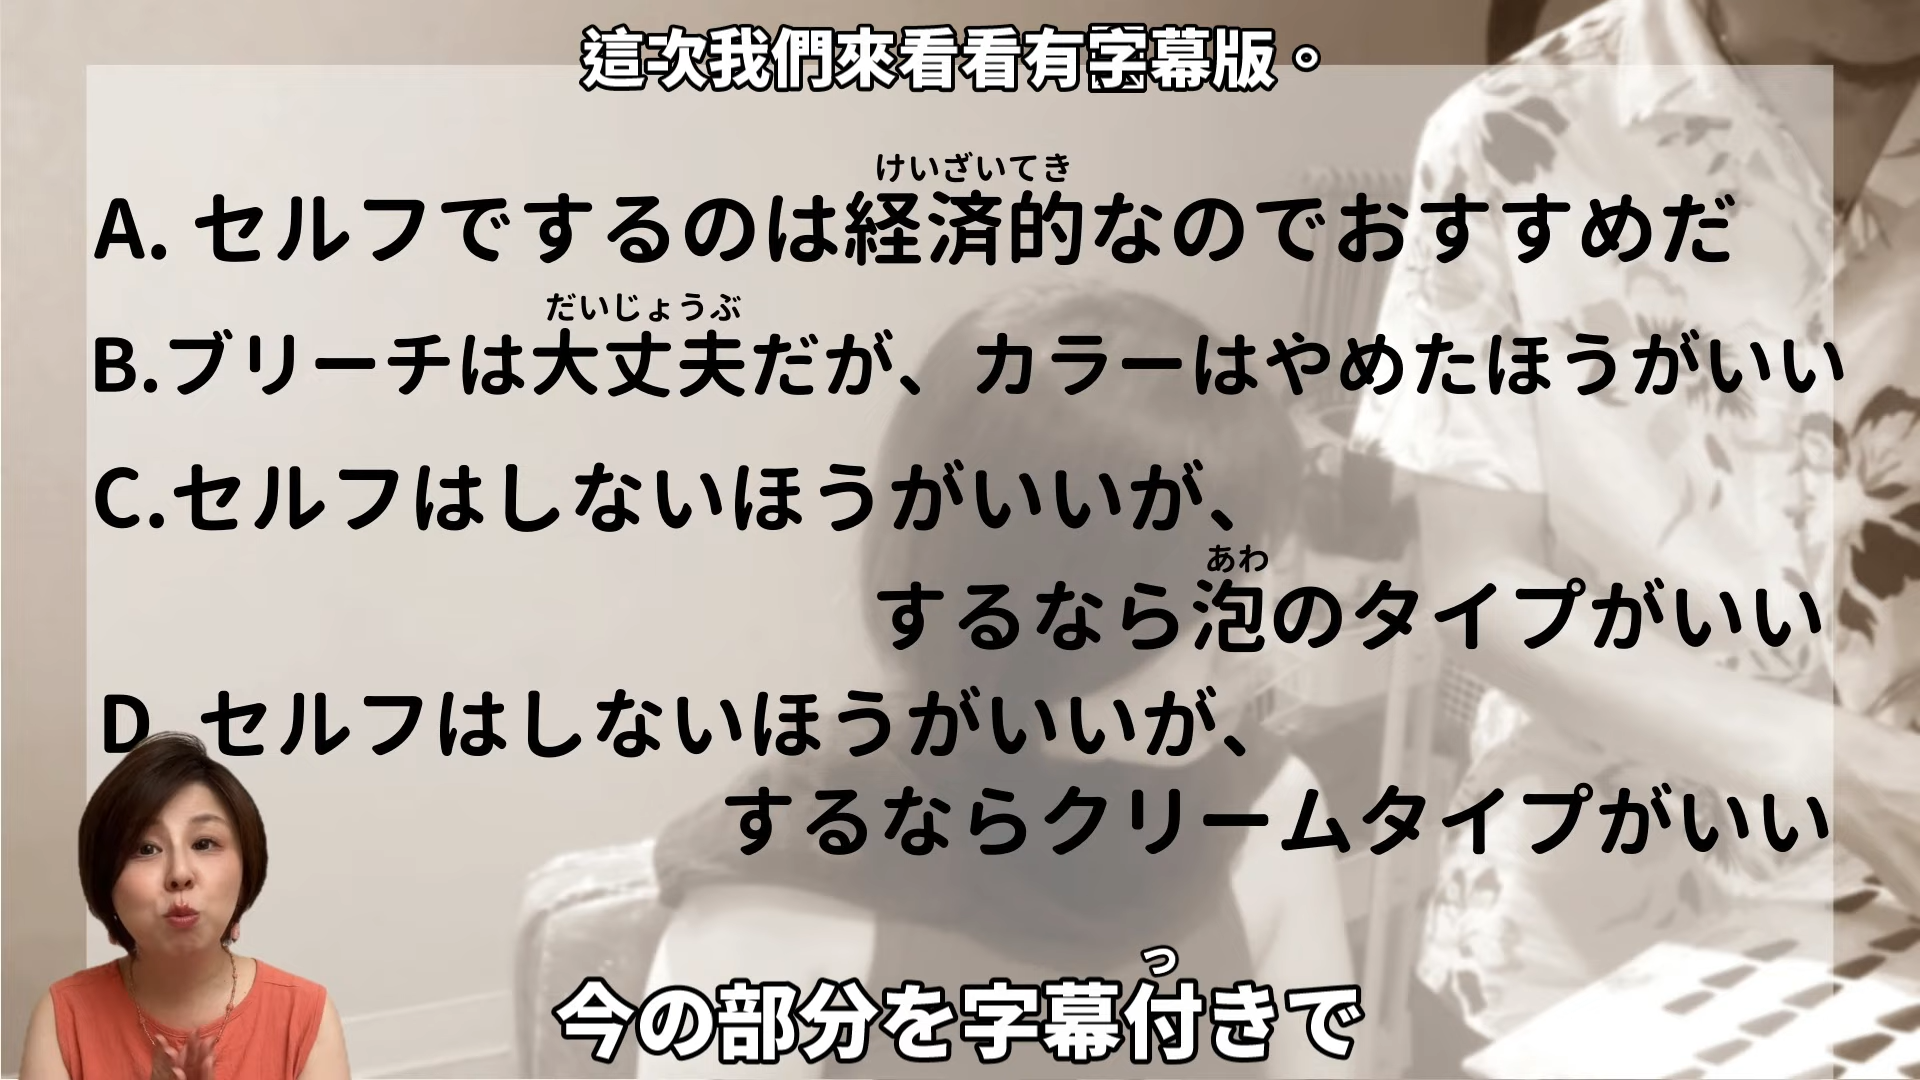 這次我們來看看有字幕版。
けいざいてき
A. セルフでするのは経済的なのでおすすめだ
だいじょうぶ
B.ブリーチは大丈夫だが、カラーはやめたほうがいい
C.セルフはしないほうがいいが、
あわ
するなら泡のタイプがいい
D. セルフはしないほうがいいが、
するならクリームタイプがいい
つ
今の部分を字幕付きで